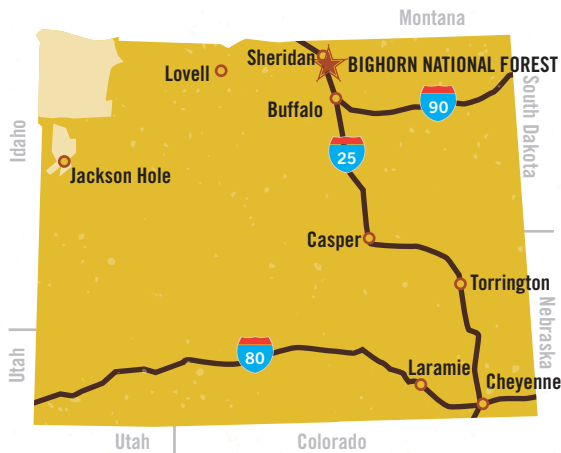 Montana
Sheridan
BIGHORN NATIONAL FOREST
Lovell
Buffalo
90
South Dakota
Idaho
25
Jackson Hole
Casper
Torrington
Nebraska
Utah
80
Laramie
Cheyenne
Utah
Colorado